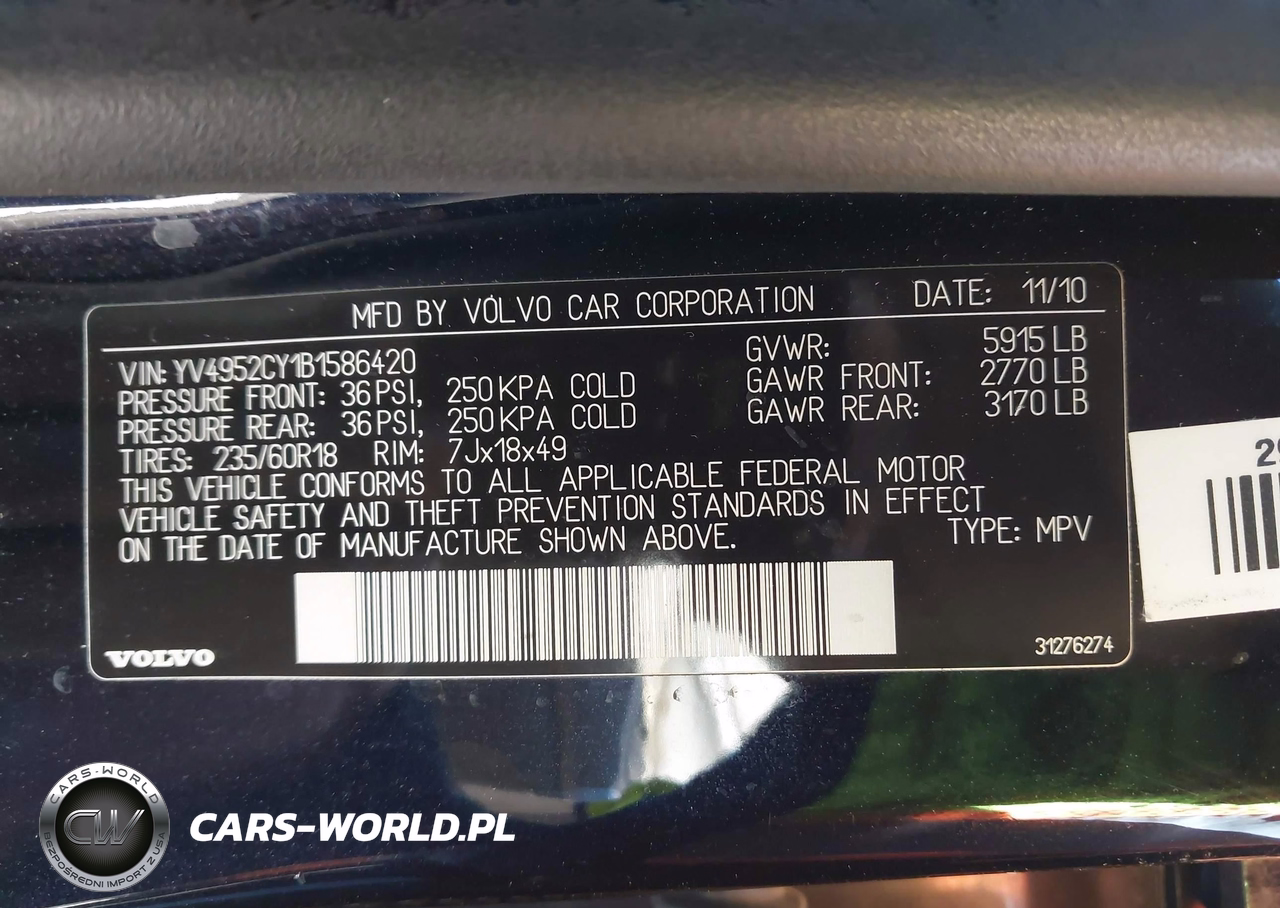 MFD BY VOLVO CAR CORPORATION DATE: 11/10
VIN: YV4952CY1B1586420
PRESSURE FRONT: 36 PSI, 250 KPA COLD
PRESSURE REAR: 36 PSI, 250 KPA COLD
TIRES: 235/60R18 RIM: 7Jx18x49
GVWR: 5915 LB
GAWR FRONT: 2770 LB
GAWR REAR: 3170 LB
THIS VEHICLE CONFORMS TO ALL APPLICABLE FEDERAL MOTOR
VEHICLE SAFETY AND THEFT PREVENTION STANDARDS IN EFFECT
ON THE DATE OF MANUFACTURE SHOWN ABOVE.
TYPE: MPV
VOLVO
31276274
CARS-WORLD
CW
BEZPOŚREDNI IMPORT Z USA
CARS-WORLD.PL